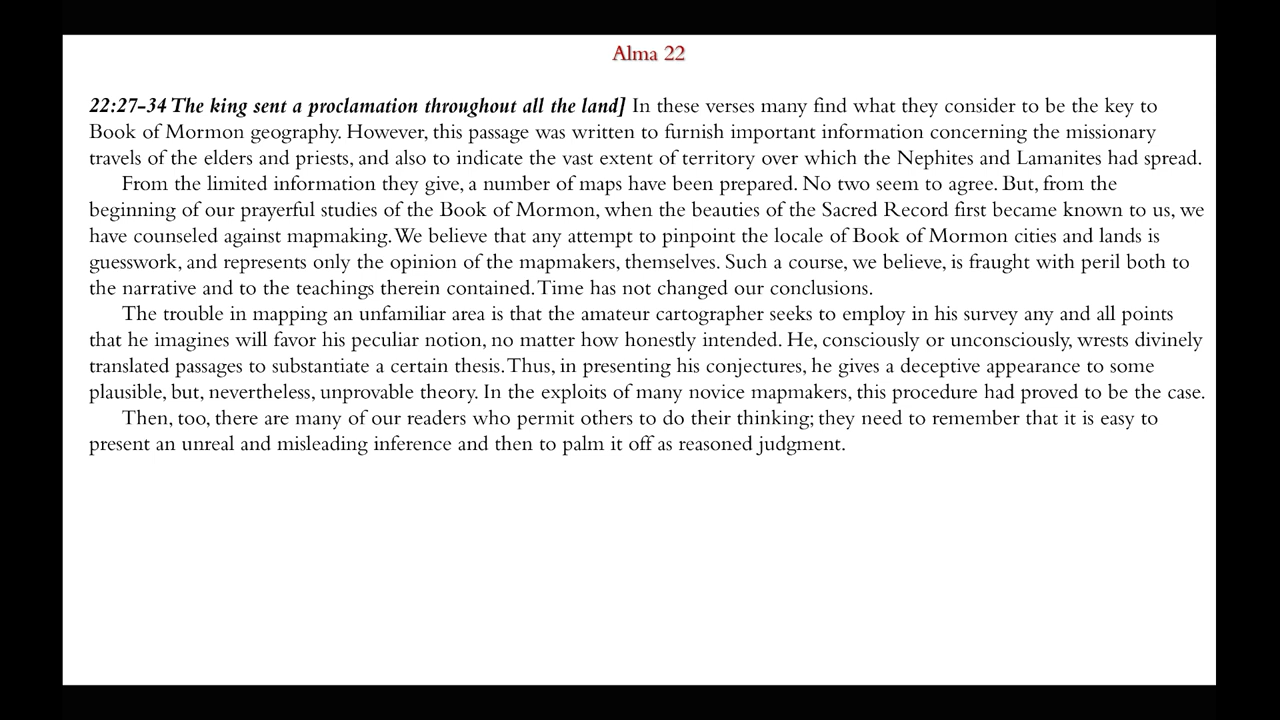 Alma 22
22:27-34 The king sent a proclamation throughout all the land] In these verses many find what they consider to be the key to
Book of Mormon geography. However, this passage was written to furnish important information concerning the missionary
travels of the elders and priests, and also to indicate the vast extent of territory over which the Nephites and Lamanites had spread.
From the limited information they give, a number of maps have been prepared. No two seem to agree. But, from the
beginning of our prayerful studies of the Book of Mormon, when the beauties of the Sacred Record first became known to us, we
have counseled against mapmaking. We believe that any attempt to pinpoint the locale of Book of Mormon cities and lands is
guesswork, and represents only the opinion of the mapmakers, themselves. Such a course, we believe, is fraught with peril both to
the narrative and to the teachings therein contained. Time has not changed our conclusions.
The trouble in mapping an unfamiliar area is that the amateur cartographer seeks to employ in his survey any and all points
that he imagines will favor his peculiar notion, no matter how honestly intended. He, consciously or unconsciously, wrests divinely
translated passages to substantiate a certain thesis. Thus, in presenting his conjectures, he gives a deceptive appearance to some
plausible, but, nevertheless, unprovable theory. In the exploits of many novice mapmakers, this procedure had proved to be the case.
Then, too, there are many of our readers who permit others to do their thinking; they need to remember that it is easy to
present an unreal and misleading inference and then to palm it off as reasoned judgment.